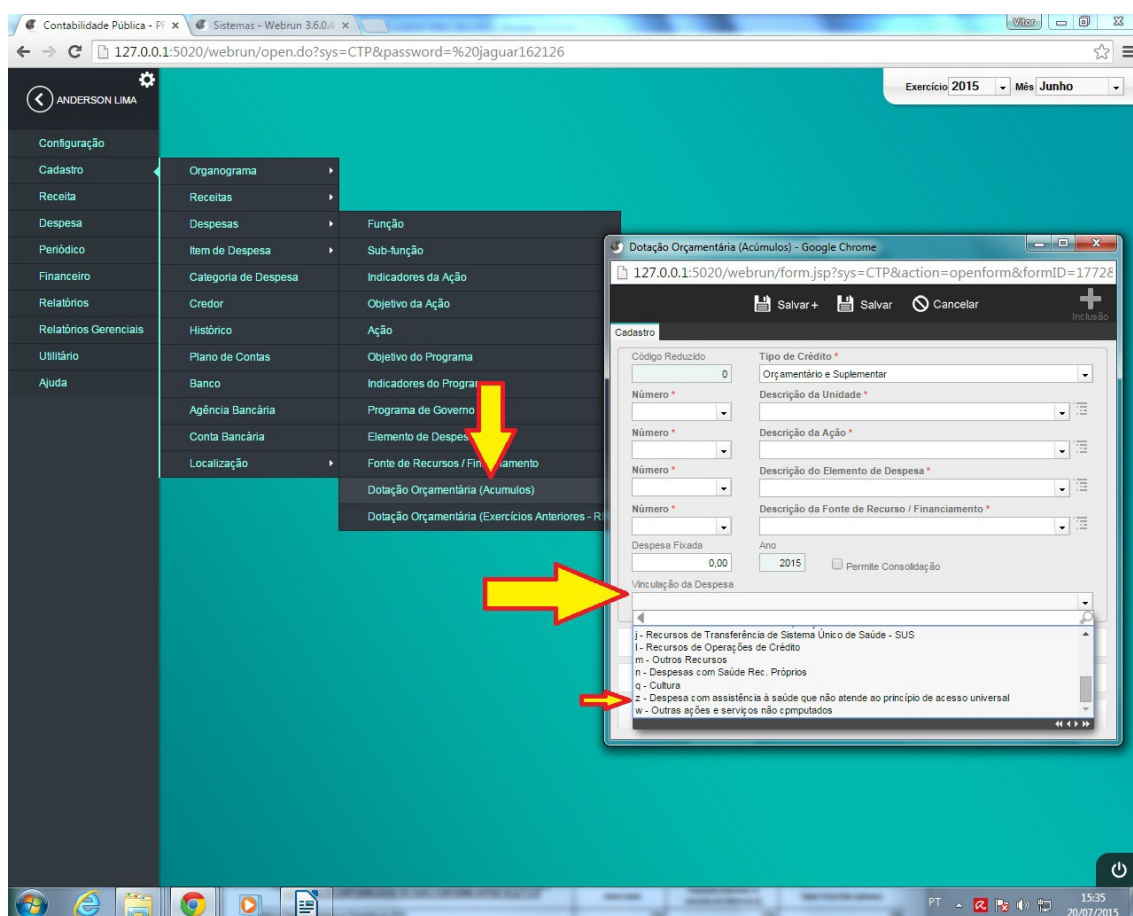 Contabilidade Pública - PF
Sistemas - Webrun 3.6.0.4
Vitor
127.0.0.1:5020/webrun/open.do?sys=CTP&password=%20jaguar162126
ANDERSON LIMA
Exercício 2015 Mês Junho
Configuração
Cadastro
Receita
Despesa
Periódico
Financeiro
Relatórios
Relatórios Gerenciais
Utilitário
Ajuda
Organograma
Receitas
Despesas
Item de Despesa
Categoria de Despesa
Credor
Histórico
Plano de Contas
Banco
Agência Bancária
Conta Bancária
Localização
Função
Sub-função
Indicadores da Ação
Objetivo da Ação
Ação
Objetivo do Programa
Indicadores do Program
Programa de Governo
Elemento de Despes
Fonte de Recursos / Fin amento
Dotação Orçamentária (Acumulos)
Dotação Orçamentária (Exercícios Anteriores - R
Dotação Orçamentária (Acúmulos) - Google Chrome
127.0.0.1:5020/webrun/form.jsp?sys=CTP&action=openform&formID=17728
Salvar+ Salvar Cancelar
Inclusão
Cadastro
Código Reduzido Tipo de Crédito *
0 Orçamentário e Suplementar
Número * Descrição da Unidade *
Número * Descrição da Ação *
Número * Descrição do Elemento de Despesa *
Número * Descrição da Fonte de Recurso / Financiamento *
Despesa Fixada Ano
0,00 2015 Permite Consolidação
Vinculação da Despesa
j - Recursos de Transferência de Sistema Único de Saúde - SUS
l - Recursos de Operações de Crédito
m - Outros Recursos
n - Despesas com Saúde Rec. Próprios
q - Cultura
z - Despesa com assistência à saúde que não atende ao princípio de acesso universal
w - Outras ações e serviços não cpmputados
PT 15:35
20/07/2015